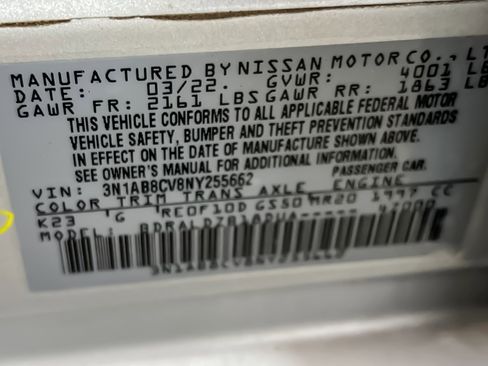 MANUFACTURED BY NISSAN MOTOR CO., LT
DATE: 03/22. GVWR: 4001 LB
GAWR FR: 2161 LBS GAWR RR: 1863 LB
THIS VEHICLE CONFORMS TO ALL APPLICABLE FEDERAL MOTOR
VEHICLE SAFETY, BUMPER AND THEFT PREVENTION STANDARDS
IN EFFECT ON THE DATE OF MANUFACTURE SHOWN ABOVE.
SEE OWNER'S MANUAL FOR ADDITIONAL INFORMATION.
VIN: 3N1AB8CV8NY255662 PASSENGER CAR.
COLOR TRIM TRANS AXLE ENGINE
K23 G RE0F10D GS50 MR20 1997 CC
MODEL: